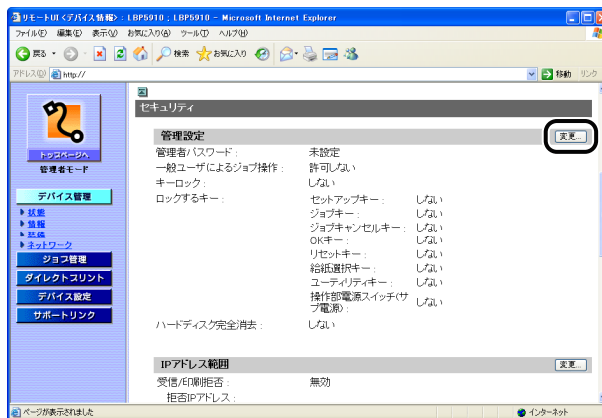 リモートUI <デバイス情報> : LBP5910 ; LBP5910 - Microsoft Internet Explorer
ファイル(F) 編集(E) 表示(V) お気に入り(A) ツール(T) ヘルプ(H)
戻る 検索 お気に入り
アドレス(D) http:// 移動 リンク
トップページへ
管理者モード
デバイス管理
状態
情報
装備
ネットワーク
ジョブ管理
ダイレクトプリント
デバイス設定
サポートリンク
セキュリティ
管理設定 変更...
管理者パスワード : 未設定
一般ユーザによるジョブ操作 : 許可しない
キーロック : しない
ロックするキー : セットアップキー : しない
ジョブキー : しない
ジョブキャンセルキー : しない
OKキー : しない
リセットキー : しない
給紙選択キー : しない
ユーティリティキー : しない
操作部電源スイッチ(サブ電源) : しない
ハードディスク完全消去 : しない
IPアドレス範囲 変更...
受信/印刷拒否 : 無効
拒否IPアドレス :
ページが表示されました インターネット